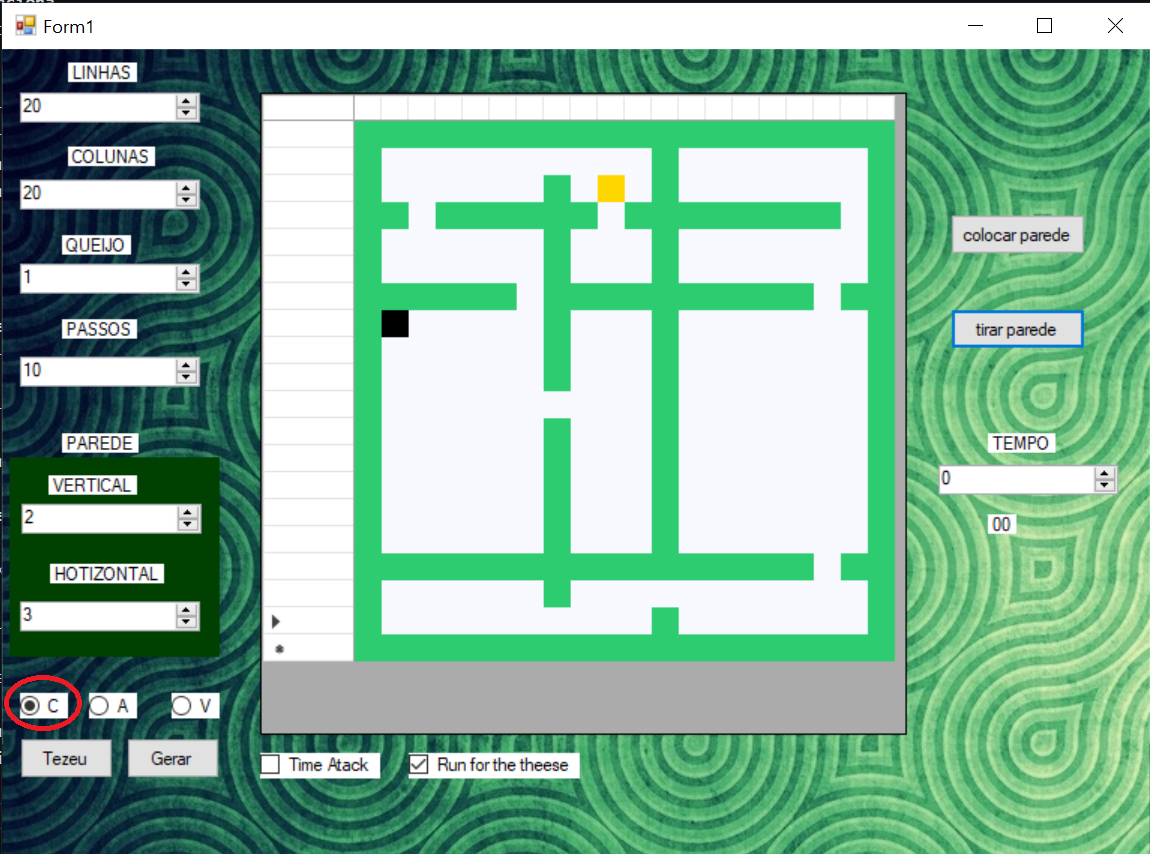 Form1
LINHAS
20
COLUNAS
20
QUEIJO
1
PASSOS
10
PAREDE
VERTICAL
2
HOTIZONTAL
3
C A V
Tezeu Gerar
Time Atack Run for the theese
colocar parede
tirar parede
TEMPO
0
00